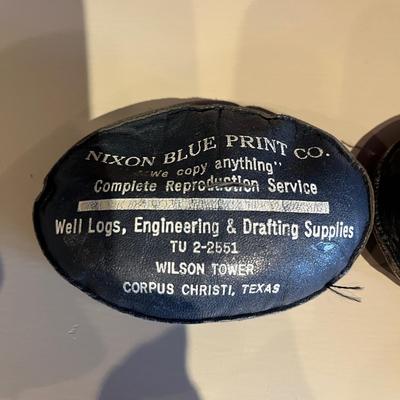 NIXON BLUE PRINT CO.
"We copy anything"
Complete Reproduction Service
Well Logs, Engineering & Drafting Supplies
TU 2-2551
WILSON TOWER
CORPUS CHRISTI, TEXAS